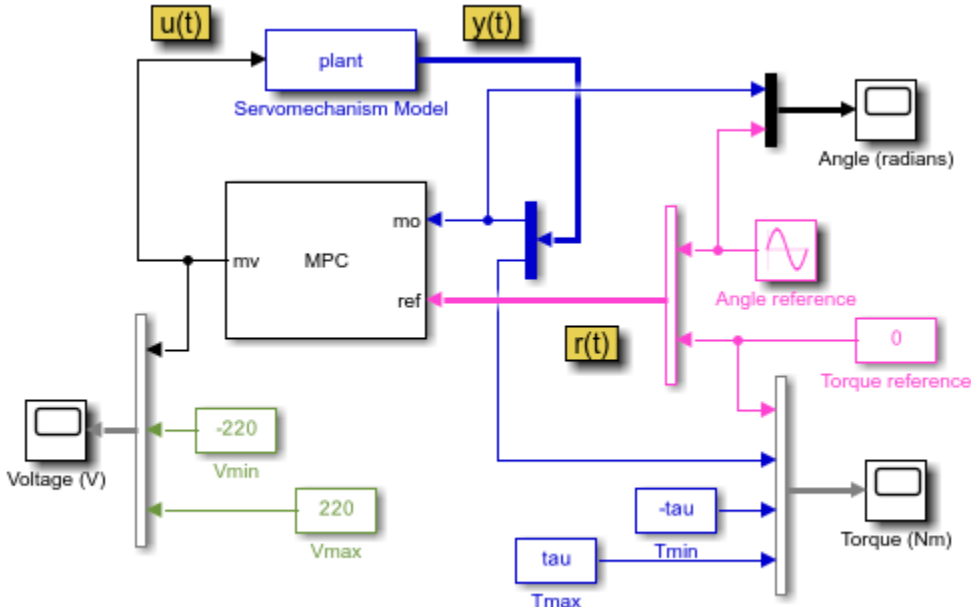 u(t)
y(t)
plant
Servomechanism Model
Angle (radians)
mo
mv
MPC
ref
Angle reference
r(t)
0
Torque reference
-220
Vmin
Voltage (V)
220
Vmax
-tau
Tmin
Torque (Nm)
tau
Tmax